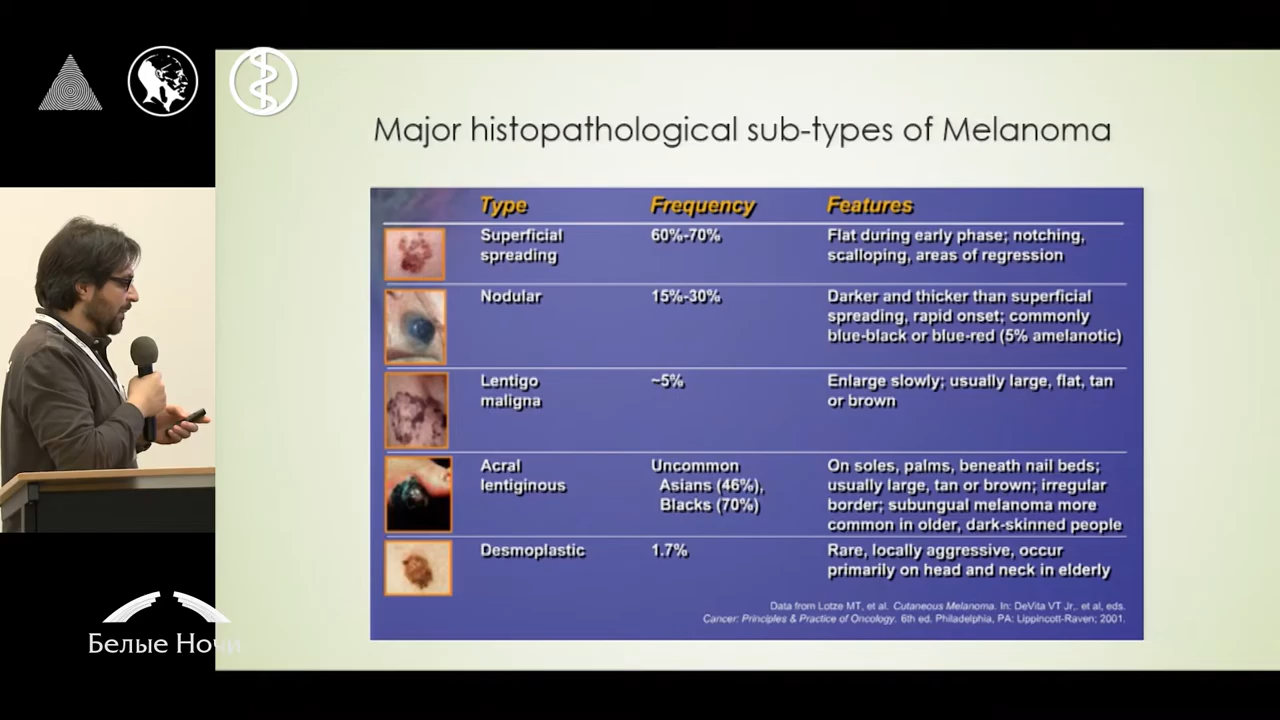 Major histopathological sub-types of Melanoma
Type Frequency Features
Superficial spreading 60%-70% Flat during early phase; notching, scalloping, areas of regression
Nodular 15%-30% Darker and thicker than superficial spreading, rapid onset; commonly blue-black or blue-red (5% amelanotic)
Lentigo maligna ~5% Enlarge slowly; usually large, flat, tan or brown
Acral lentiginous Uncommon Asians (46%), Blacks (70%) On soles, palms, beneath nail beds; usually large, tan or brown; irregular border; subungual melanoma more common in older, dark-skinned people
Desmoplastic 1.7% Rare, locally aggressive, occur primarily on head and neck in elderly
Data from Lotze MT, et al. Cutaneous Melanoma. In: DeVita VT Jr,. et al, eds.
Cancer: Principles & Practice of Oncology. 6th ed. Philadelphia, PA: Lippincott-Raven; 2001.
Белые Ночи